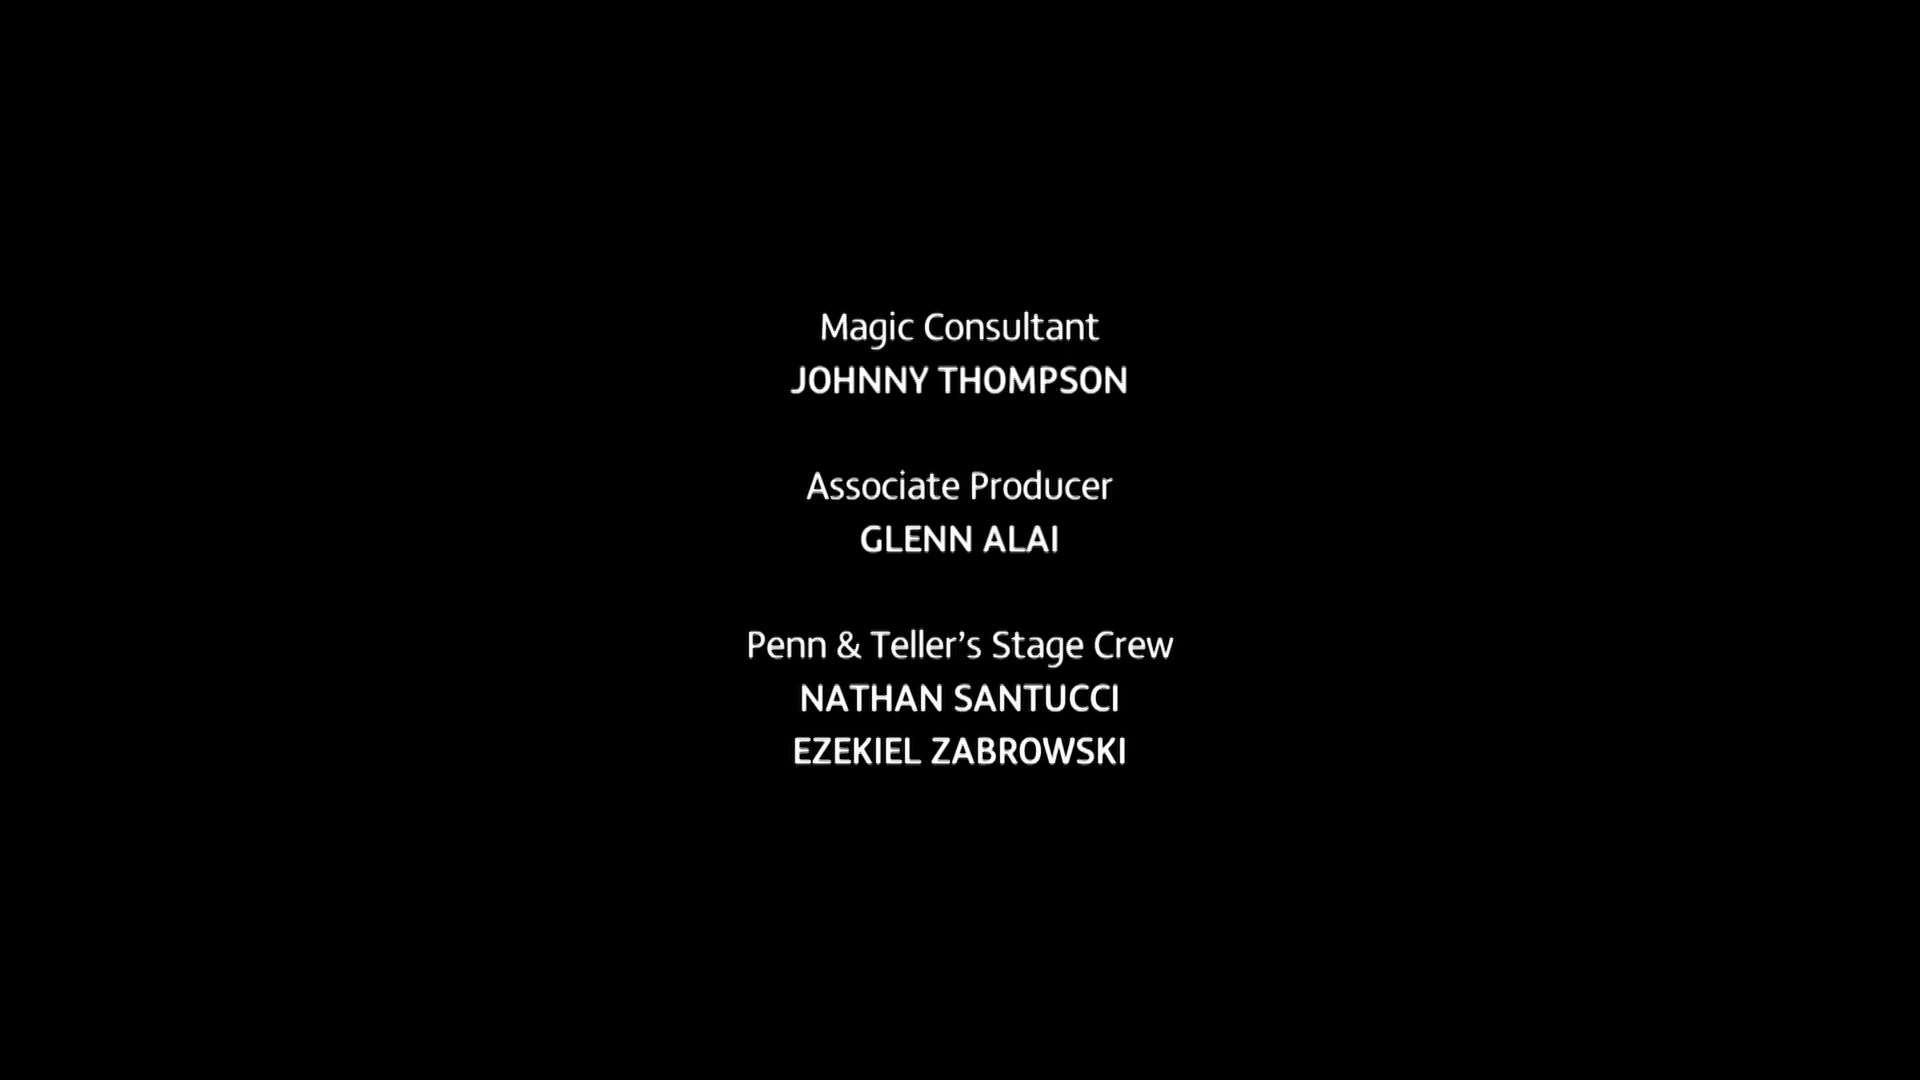 Magic Consultant
JOHNNY THOMPSON
Associate Producer
GLENN ALAI
Penn & Teller’s Stage Crew
NATHAN SANTUCCI
EZEKIEL ZABROWSKI